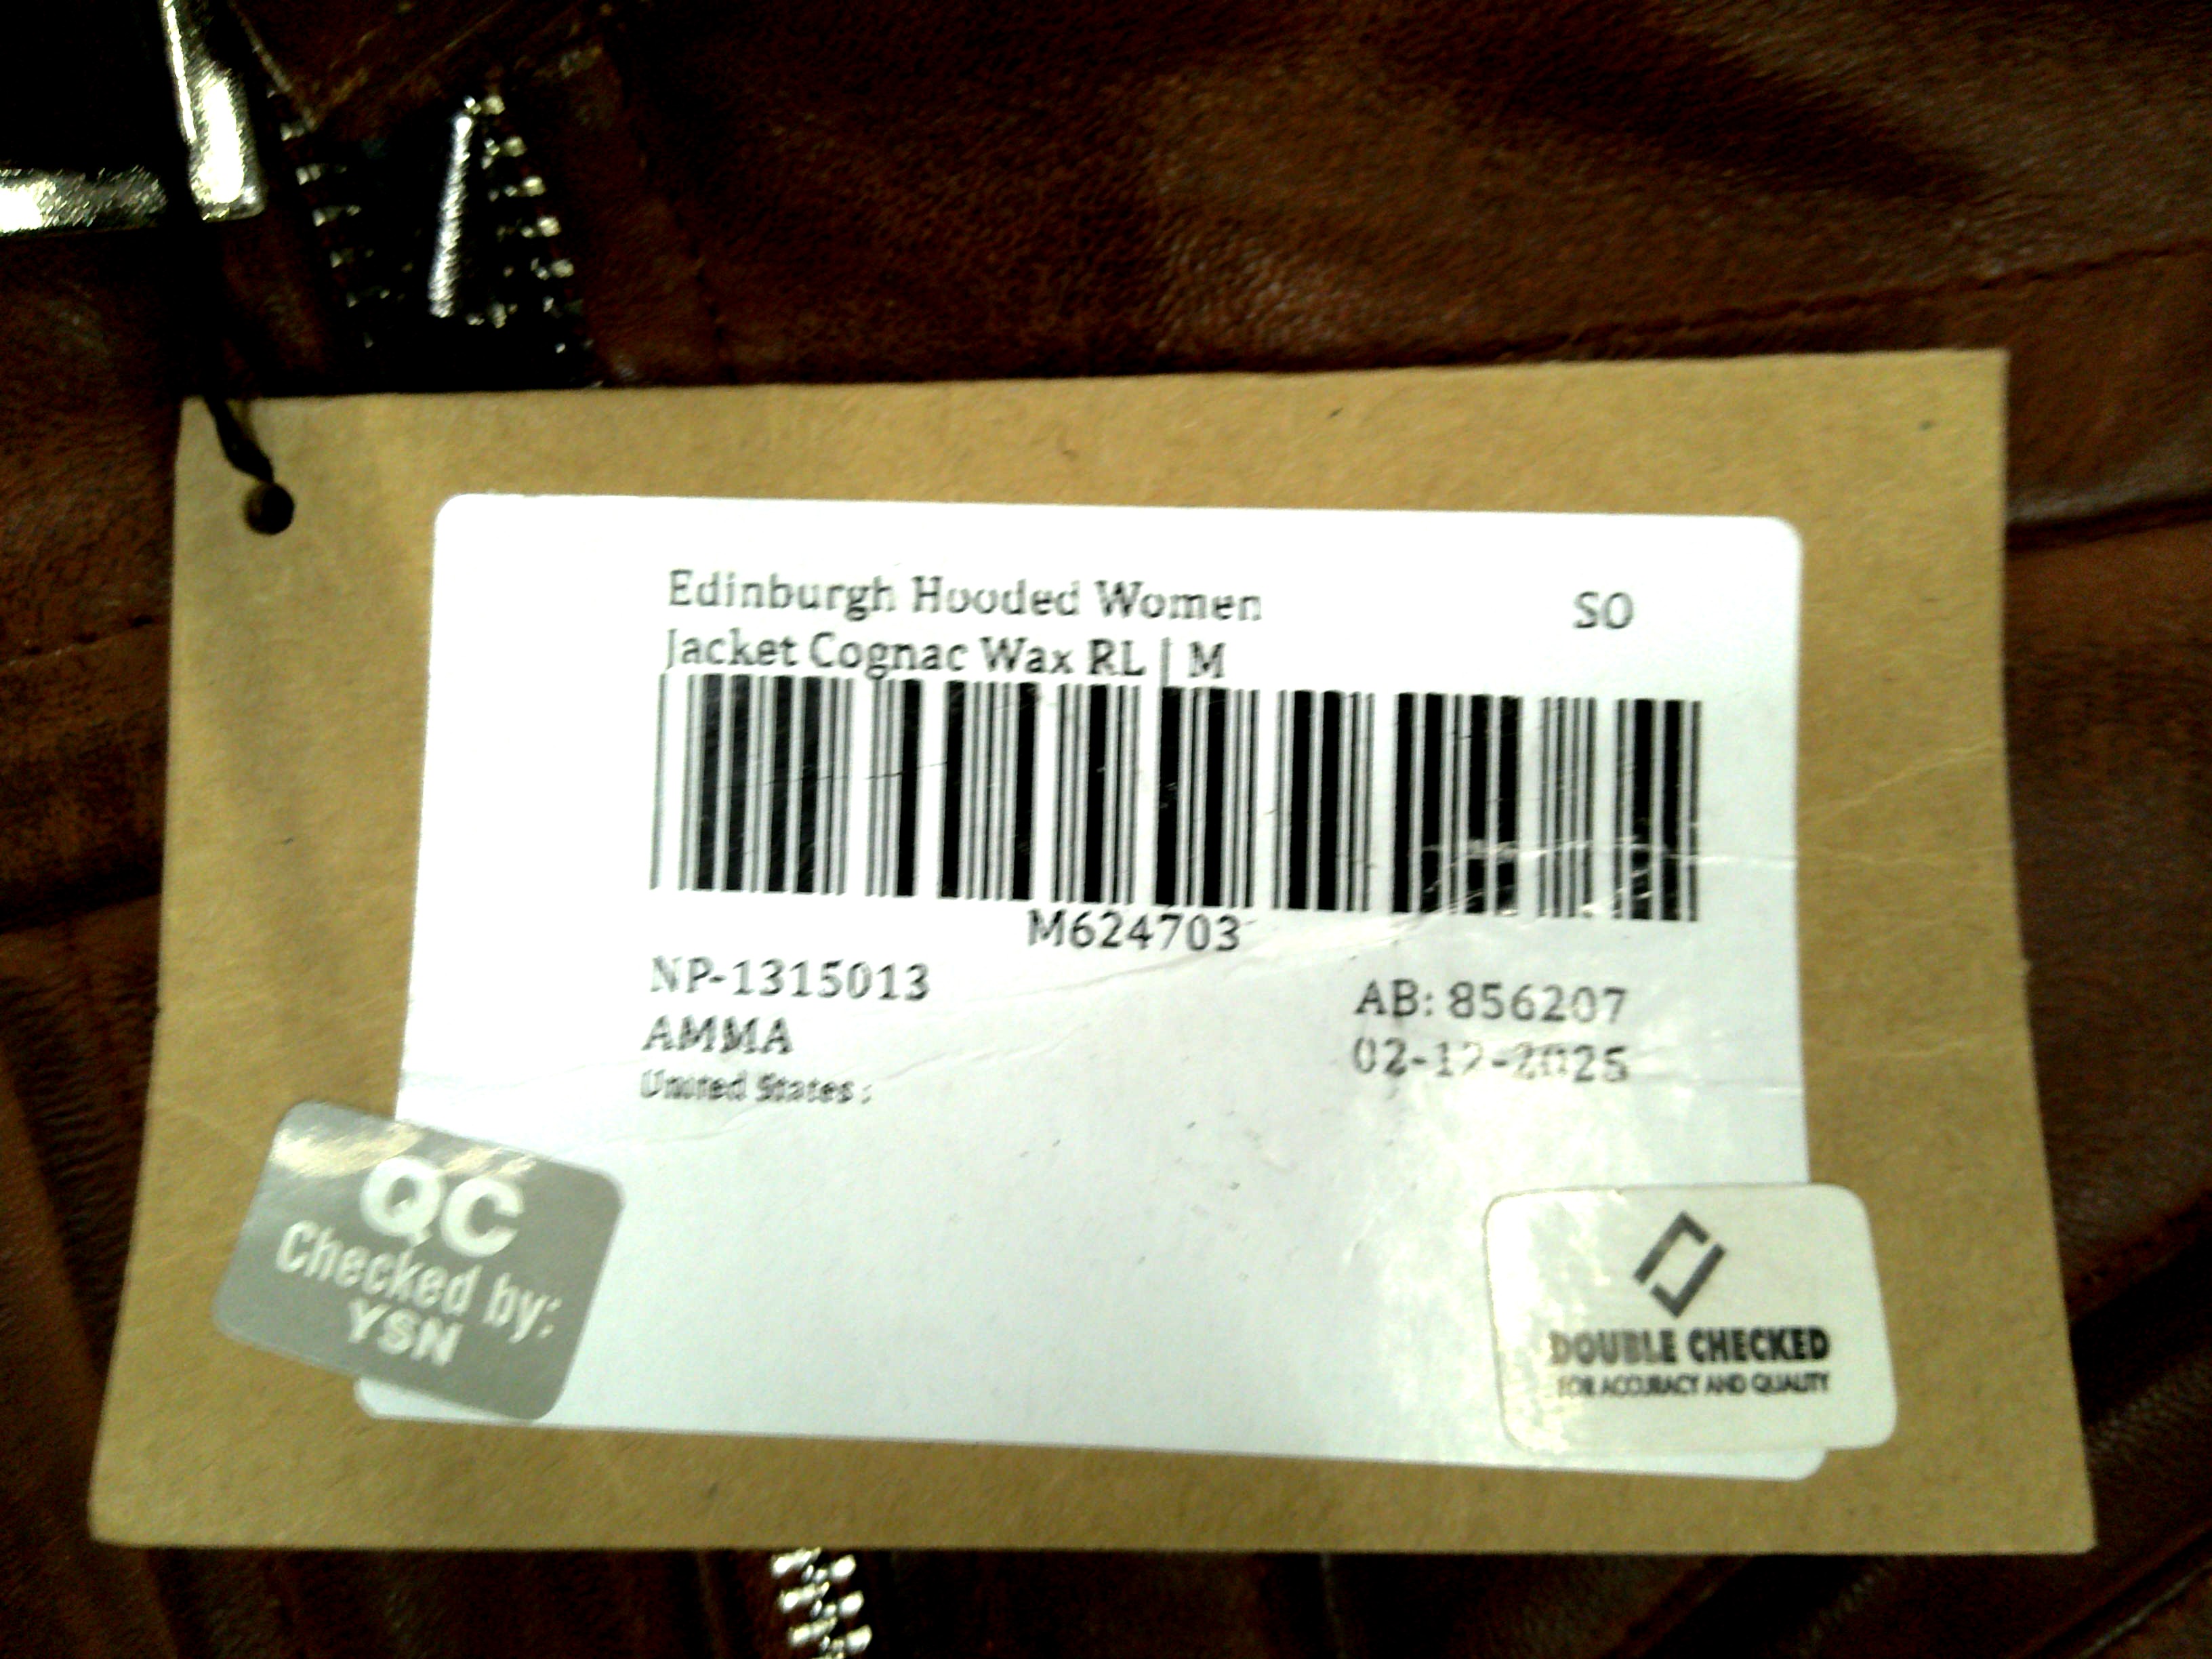 Edinburgh Hooded Women
Jacket Cognac Wax RL | M
SO
M624703
NP-1315013
AMMA
United States :
AB: 856207
02-12-2025
QC
Checked by:
YSN
DOUBLE CHECKED
FOR ACCURACY AND QUALITY